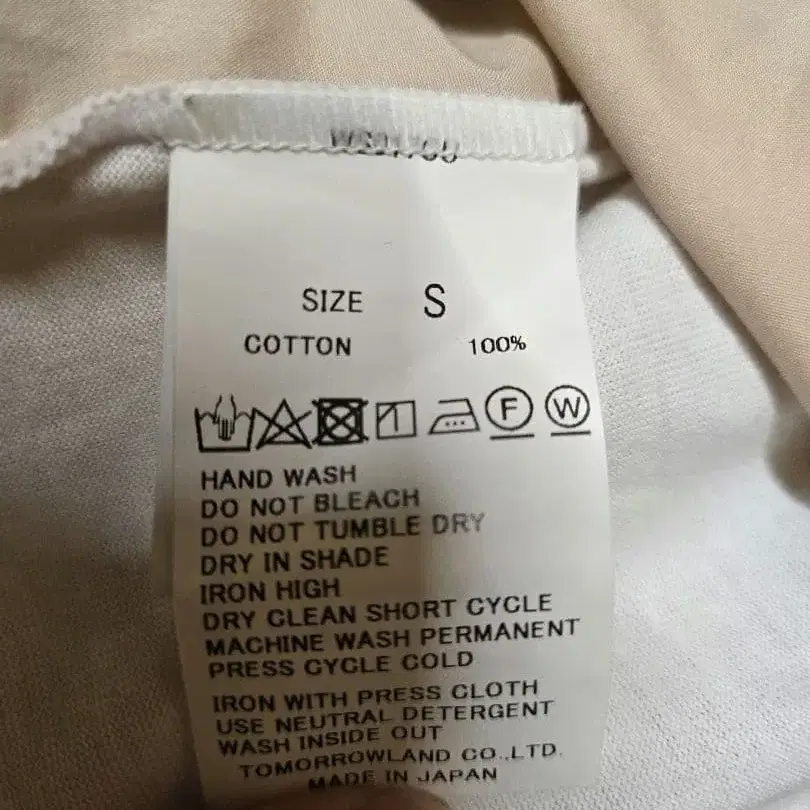 SIZE S
COTTON 100%
F W
HAND WASH
DO NOT BLEACH
DO NOT TUMBLE DRY
DRY IN SHADE
IRON HIGH
DRY CLEAN SHORT CYCLE
MACHINE WASH PERMANENT
PRESS CYCLE COLD
IRON WITH PRESS CLOTH
USE NEUTRAL DETERGENT
WASH INSIDE OUT
TOMORROWLAND CO.,LTD.
MADE IN JAPAN